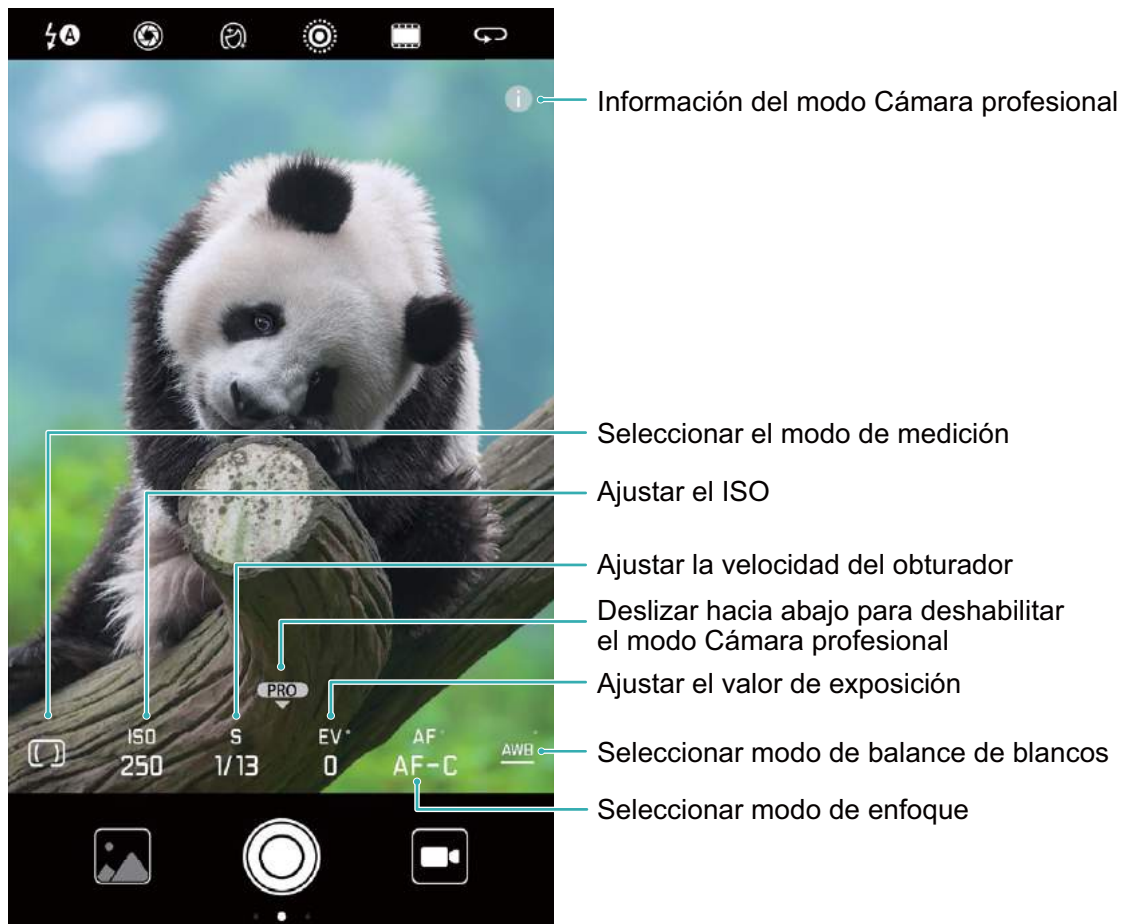 A
i
Información del modo Cámara profesional
Seleccionar el modo de medición
Ajustar el ISO
Ajustar la velocidad del obturador
Deslizar hacia abajo para deshabilitar
el modo Cámara profesional
PRO
Ajustar el valor de exposición
ISO S EV AF AWB
250 1/13 0 AF-C
Seleccionar modo de balance de blancos
Seleccionar modo de enfoque